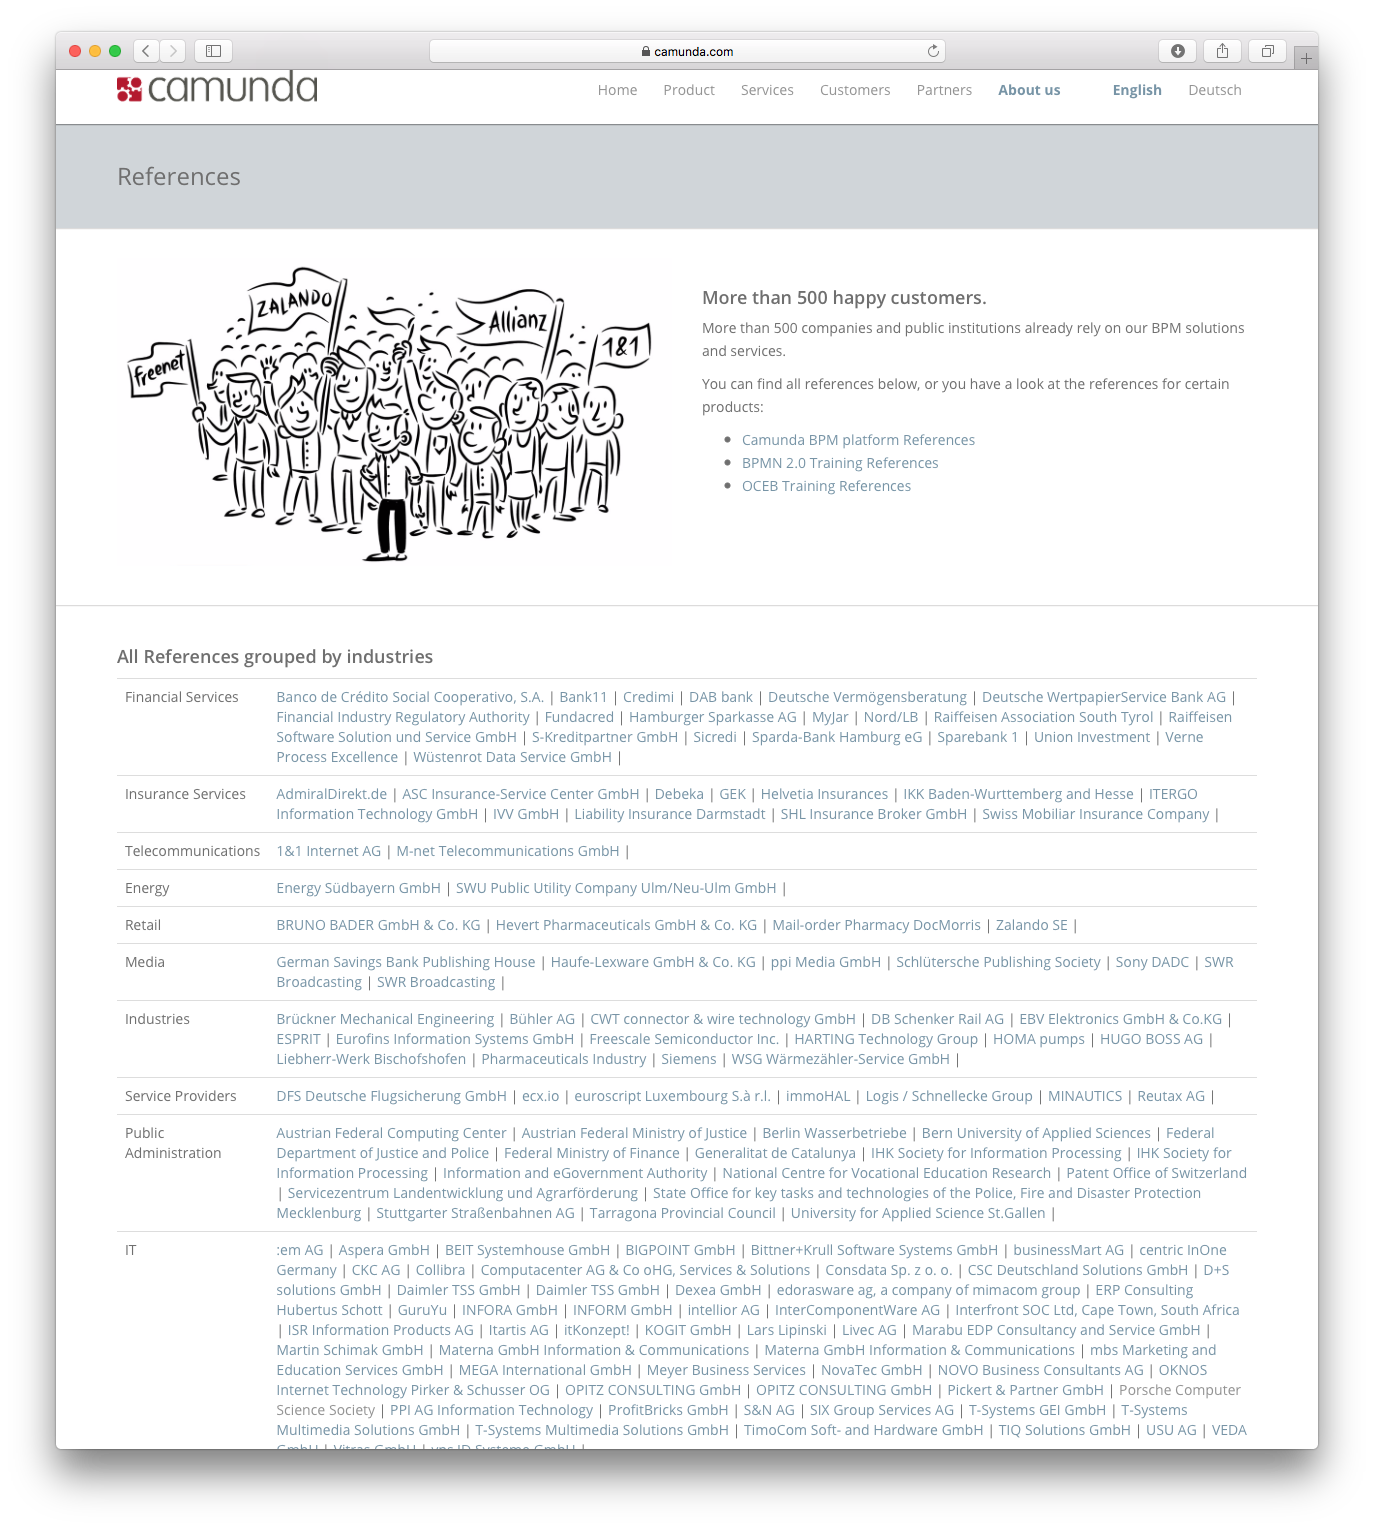 camunda.com
camunda
Home Product Services Customers Partners About us English Deutsch
References
ZALANDO
Allianz
1&1
freenet
More than 500 happy customers.
More than 500 companies and public institutions already rely on our BPM solutions
and services.
You can find all references below, or you have a look at the references for certain
products:
Camunda BPM platform References
BPMN 2.0 Training References
OCEB Training References
All References grouped by industries
Financial Services Banco de Crédito Social Cooperativo, S.A. | Bank11 | Credimi | DAB bank | Deutsche Vermögensberatung | Deutsche WertpapierService Bank AG |
Financial Industry Regulatory Authority | Fundacred | Hamburger Sparkasse AG | MyJar | Nord/LB | Raiffeisen Association South Tyrol | Raiffeisen
Software Solution und Service GmbH | S-Kreditpartner GmbH | Sicredi | Sparda-Bank Hamburg eG | Sparebank 1 | Union Investment | Verne
Process Excellence | Wüstenrot Data Service GmbH |
Insurance Services AdmiralDirekt.de | ASC Insurance-Service Center GmbH | Debeka | GEK | Helvetia Insurances | IKK Baden-Wurttemberg and Hesse | ITERGO
Information Technology GmbH | IVV GmbH | Liability Insurance Darmstadt | SHL Insurance Broker GmbH | Swiss Mobiliar Insurance Company |
Telecommunications 1&1 Internet AG | M-net Telecommunications GmbH |
Energy Energy Südbayern GmbH | SWU Public Utility Company Ulm/Neu-Ulm GmbH |
Retail BRUNO BADER GmbH & Co. KG | Hevert Pharmaceuticals GmbH & Co. KG | Mail-order Pharmacy DocMorris | Zalando SE |
Media German Savings Bank Publishing House | Haufe-Lexware GmbH & Co. KG | ppi Media GmbH | Schlütersche Publishing Society | Sony DADC | SWR
Broadcasting | SWR Broadcasting |
Industries Brückner Mechanical Engineering | Bühler AG | CWT connector & wire technology GmbH | DB Schenker Rail AG | EBV Elektronics GmbH & Co.KG |
ESPRIT | Eurofins Information Systems GmbH | Freescale Semiconductor Inc. | HARTING Technology Group | HOMA pumps | HUGO BOSS AG |
Liebherr-Werk Bischofshofen | Pharmaceuticals Industry | Siemens | WSG Wärmezähler-Service GmbH |
Service Providers DFS Deutsche Flugsicherung GmbH | ecx.io | euroscript Luxembourg S.à r.l. | immoHAL | Logis / Schnellecke Group | MINAUTICS | Reutax AG |
Public Austrian Federal Computing Center | Austrian Federal Ministry of Justice | Berlin Wasserbetriebe | Bern University of Applied Sciences | Federal
Administration Department of Justice and Police | Federal Ministry of Finance | Generalitat de Catalunya | IHK Society for Information Processing | IHK Society for
Information Processing | Information and eGovernment Authority | National Centre for Vocational Education Research | Patent Office of Switzerland
| Servicezentrum Landentwicklung und Agrarförderung | State Office for key tasks and technologies of the Police, Fire and Disaster Protection
Mecklenburg | Stuttgarter Straßenbahnen AG | Tarragona Provincial Council | University for Applied Science St.Gallen |
IT :em AG | Aspera GmbH | BEIT Systemhouse GmbH | BIGPOINT GmbH | Bittner+Krull Software Systems GmbH | businessMart AG | centric InOne
Germany | CKC AG | Collibra | Computacenter AG & Co oHG, Services & Solutions | Consdata Sp. z o. o. | CSC Deutschland Solutions GmbH | D+S
solutions GmbH | Daimler TSS GmbH | Daimler TSS GmbH | Dexea GmbH | edorasware ag, a company of mimacom group | ERP Consulting
Hubertus Schott | GuruYu | INFORA GmbH | INFORM GmbH | intellior AG | InterComponentWare AG | Interfront SOC Ltd, Cape Town, South Africa
| ISR Information Products AG | Itartis AG | itKonzept! | KOGIT GmbH | Lars Lipinski | Livec AG | Marabu EDP Consultancy and Service GmbH |
Martin Schimak GmbH | Materna GmbH Information & Communications | Materna GmbH Information & Communications | mbs Marketing and
Education Services GmbH | MEGA International GmbH | Meyer Business Services | NovaTec GmbH | NOVO Business Consultants AG | OKNOS
Internet Technology Pirker & Schusser OG | OPITZ CONSULTING GmbH | OPITZ CONSULTING GmbH | Pickert & Partner GmbH | Porsche Computer
Science Society | PPI AG Information Technology | ProfitBricks GmbH | S&N AG | SIX Group Services AG | T-Systems GEI GmbH | T-Systems
Multimedia Solutions GmbH | T-Systems Multimedia Solutions GmbH | TimoCom Soft- and Hardware GmbH | TIQ Solutions GmbH | USU AG | VEDA
GmbH | Vitras GmbH | vps ID Systeme GmbH |